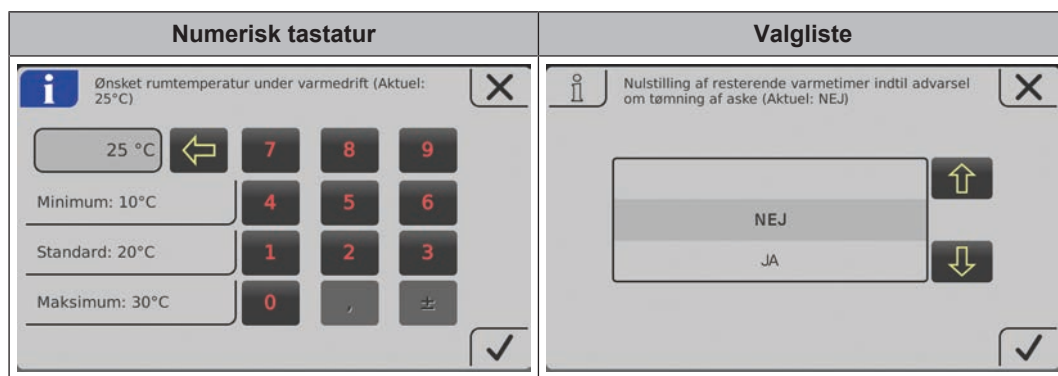 Numerisk tastatur
Valgliste
i
Ønsket rumtemperatur under varmedrift (Aktuel:
25°C)
25 °C
7 8 9
Minimum: 10°C
4 5 6
Standard: 20°C
1 2 3
Maksimum: 30°C
0 , ±
i
Nulstilling af resterende varmetimer indtil advarsel
om tømning af aske (Aktuel: NEJ)
NEJ
JA